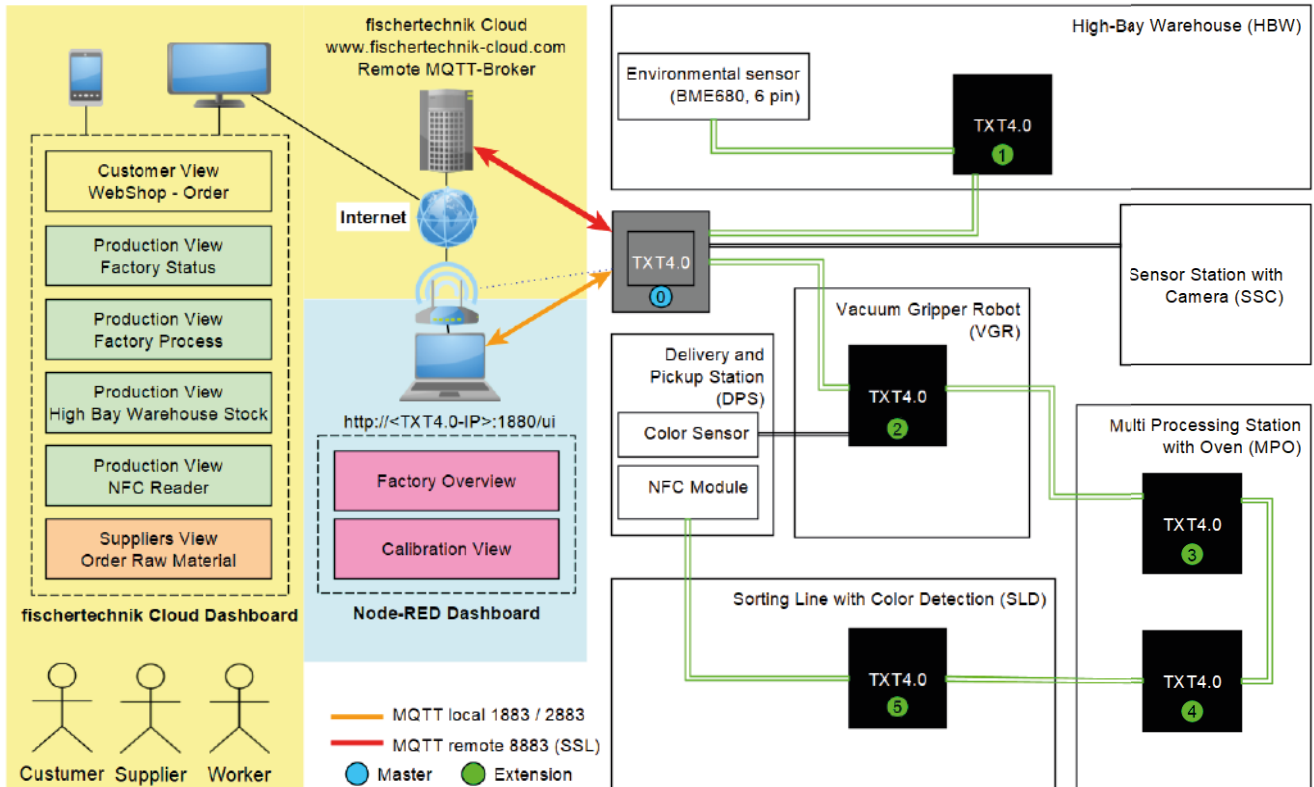 fischertechnik Cloud
www.fischertechnik-cloud.com
Remote MQTT-Broker
Internet
Customer View
WebShop - Order
Production View
Factory Status
Production View
Factory Process
Production View
High Bay Warehouse Stock
Production View
NFC Reader
Suppliers View
Order Raw Material
fischertechnik Cloud Dashboard
Custumer
Supplier
Worker
http://<TXT4.0-IP>:1880/ui
Factory Overview
Calibration View
Node-RED Dashboard
MQTT local 1883 / 2883
MQTT remote 8883 (SSL)
Master
Extension
High-Bay Warehouse (HBW)
Environmental sensor
(BME680, 6 pin)
TXT4.0
1
TXT4.0
0
Sensor Station with
Camera (SSC)
Vacuum Gripper Robot
(VGR)
TXT4.0
2
Delivery and
Pickup Station
(DPS)
Color Sensor
NFC Module
Multi Processing Station
with Oven (MPO)
TXT4.0
3
TXT4.0
4
Sorting Line with Color Detection (SLD)
TXT4.0
5